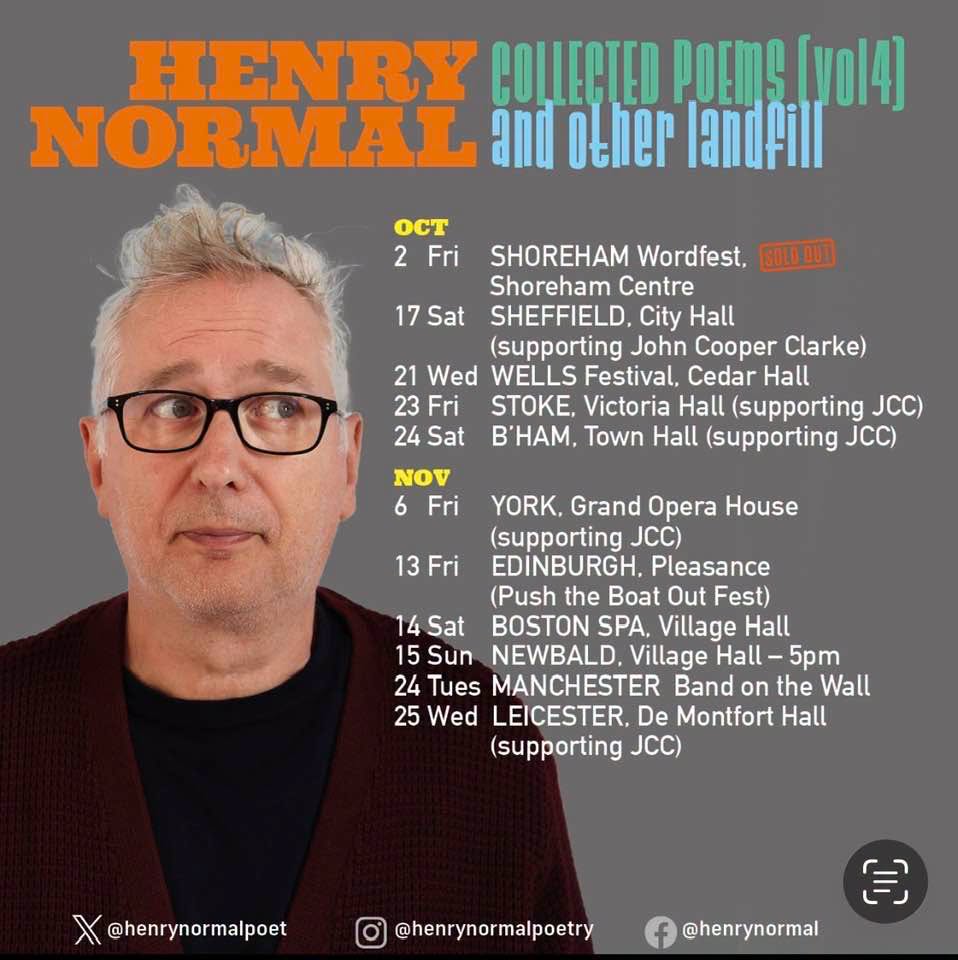 HENRY NORMAL
COLLECTED POEMS (vol4)
and other landfill
OCT
2 Fri SHOREHAM Wordfest, SOLD OUT
Shoreham Centre
17 Sat SHEFFIELD, City Hall
(supporting John Cooper Clarke)
21 Wed WELLS Festival, Cedar Hall
23 Fri STOKE, Victoria Hall (supporting JCC)
24 Sat B'HAM, Town Hall (supporting JCC)
NOV
6 Fri YORK, Grand Opera House
(supporting JCC)
13 Fri EDINBURGH, Pleasance
(Push the Boat Out Fest)
14 Sat BOSTON SPA, Village Hall
15 Sun NEWBALD, Village Hall – 5pm
24 Tues MANCHESTER Band on the Wall
25 Wed LEICESTER, De Montfort Hall
(supporting JCC)
@henrynormalpoet @henrynormalpoetry @henrynormal